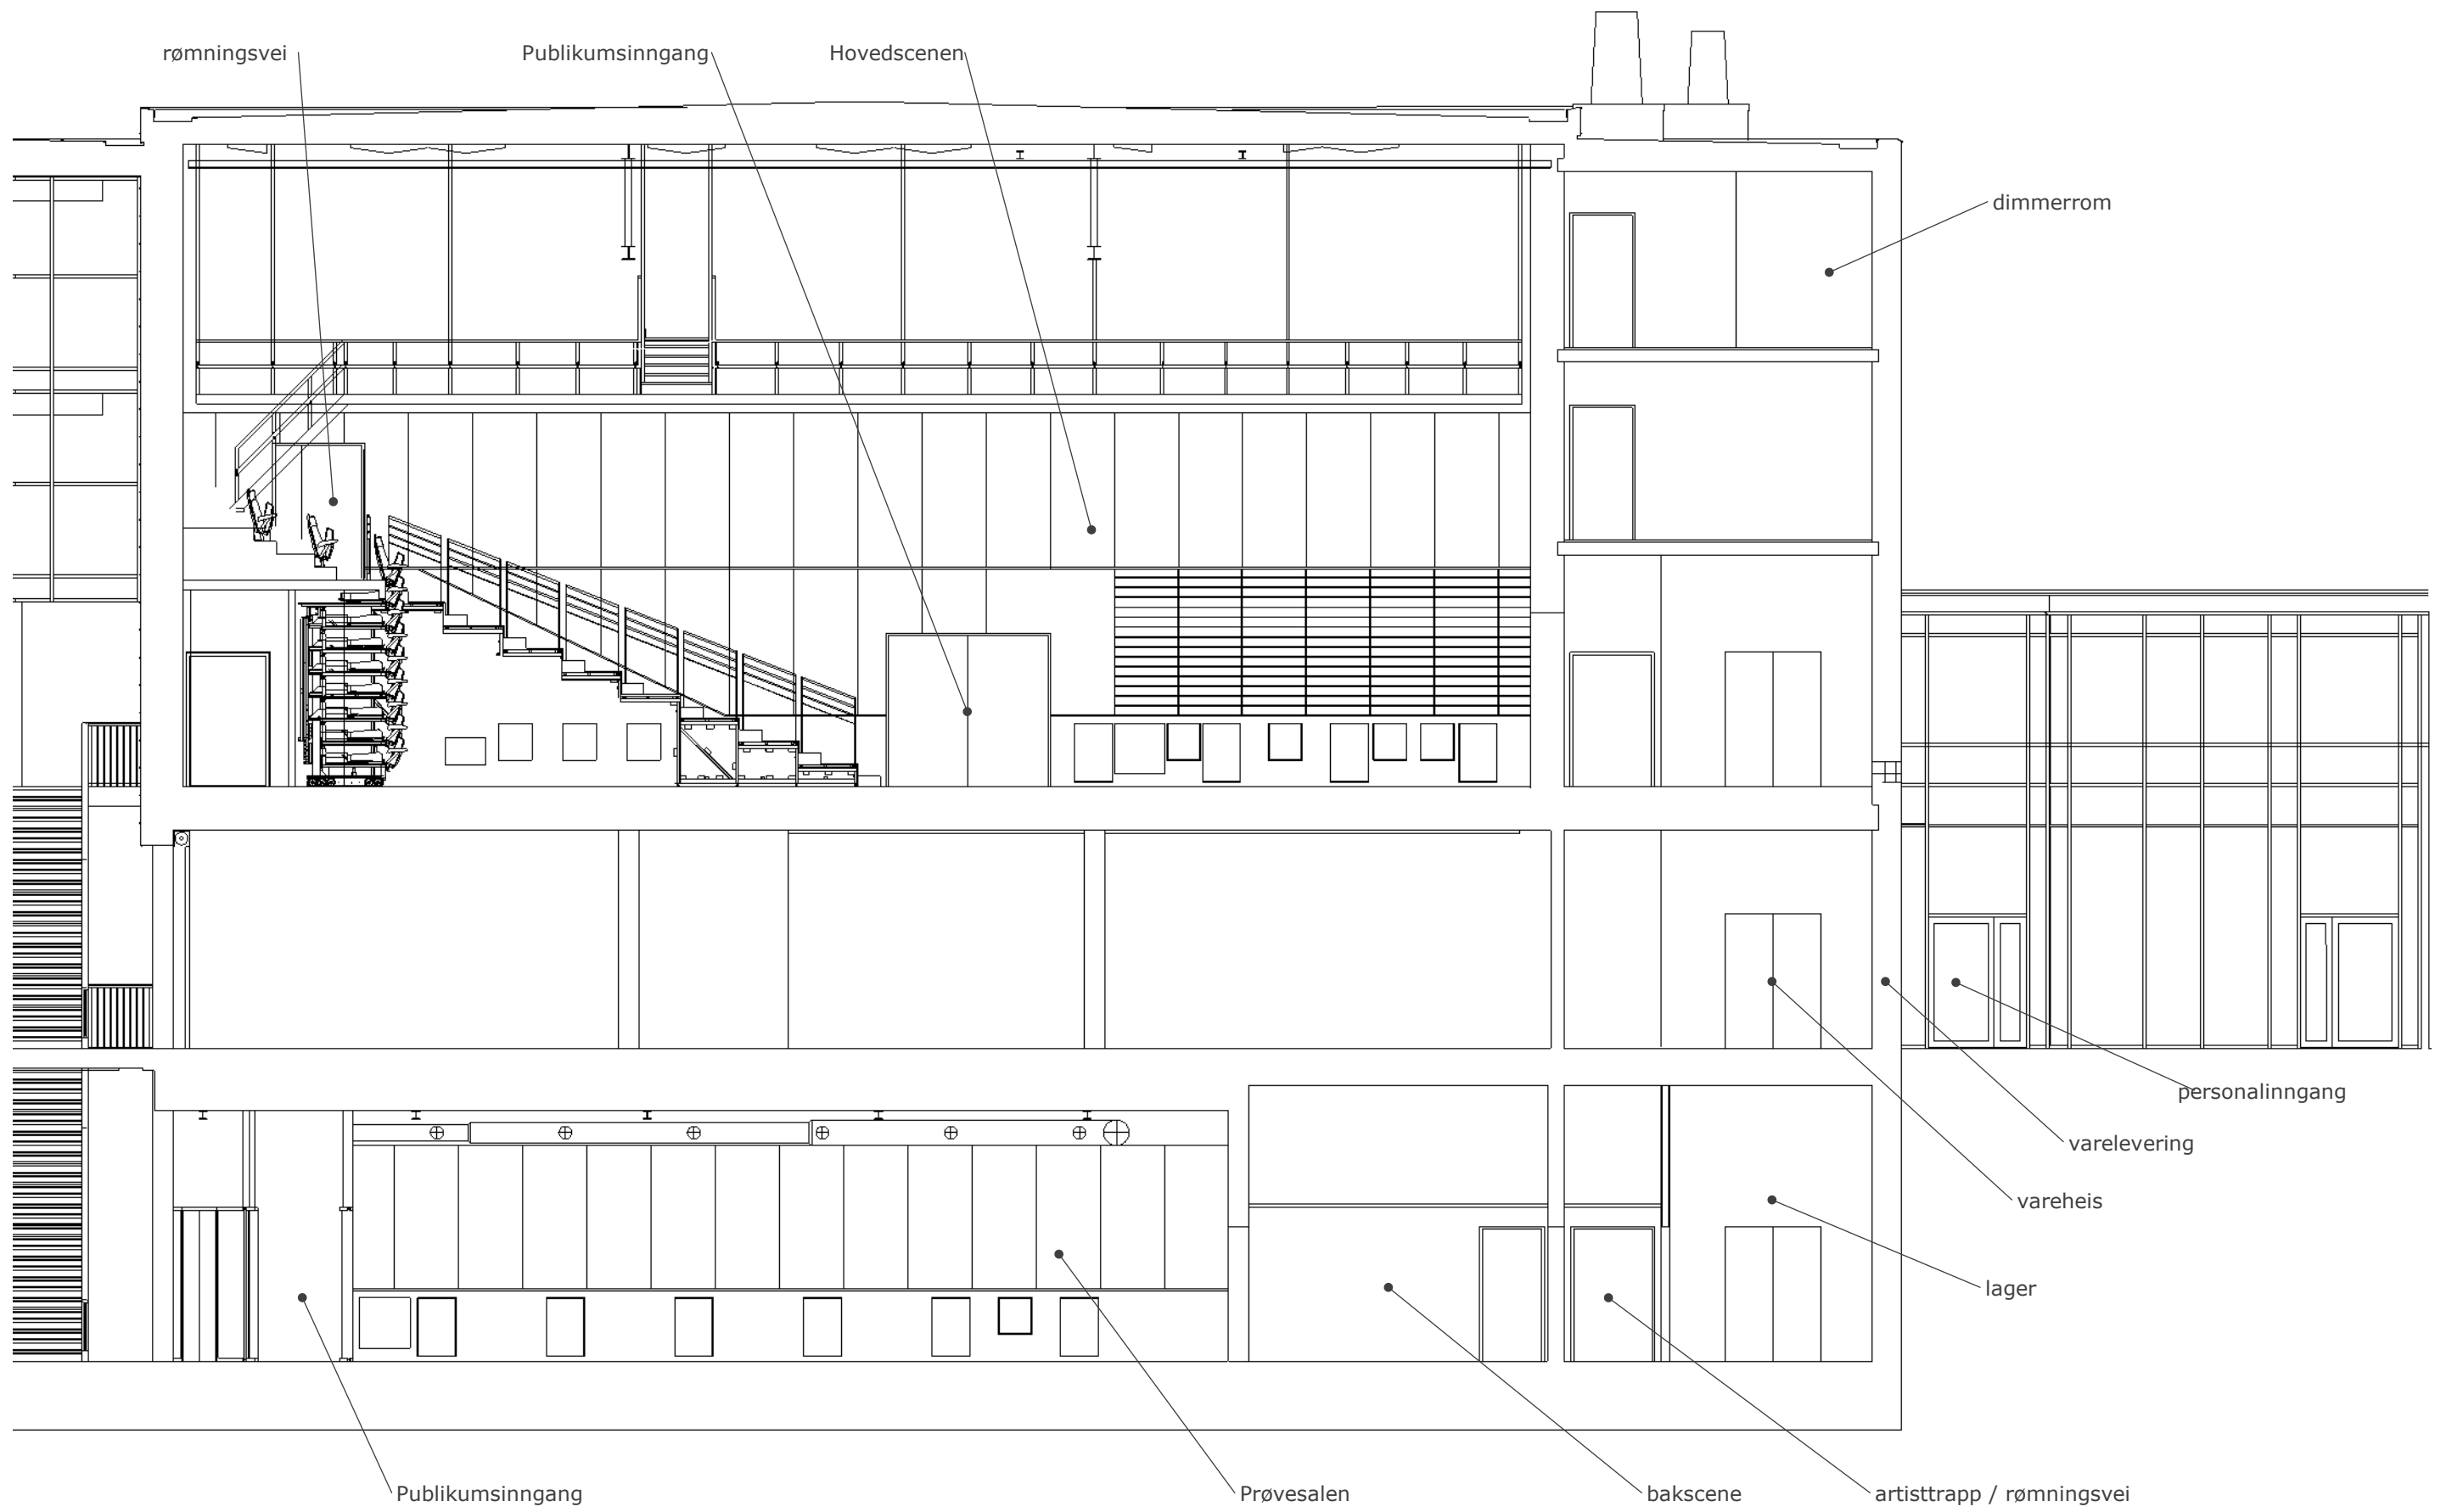 rømningsvei
Publikumsinngang
Hovedscenen
dimmerrom
personalinngang
varelevering
vareheis
lager
Publikumsinngang
Prøvesalen
bakscene
artisttrapp / rømningsvei